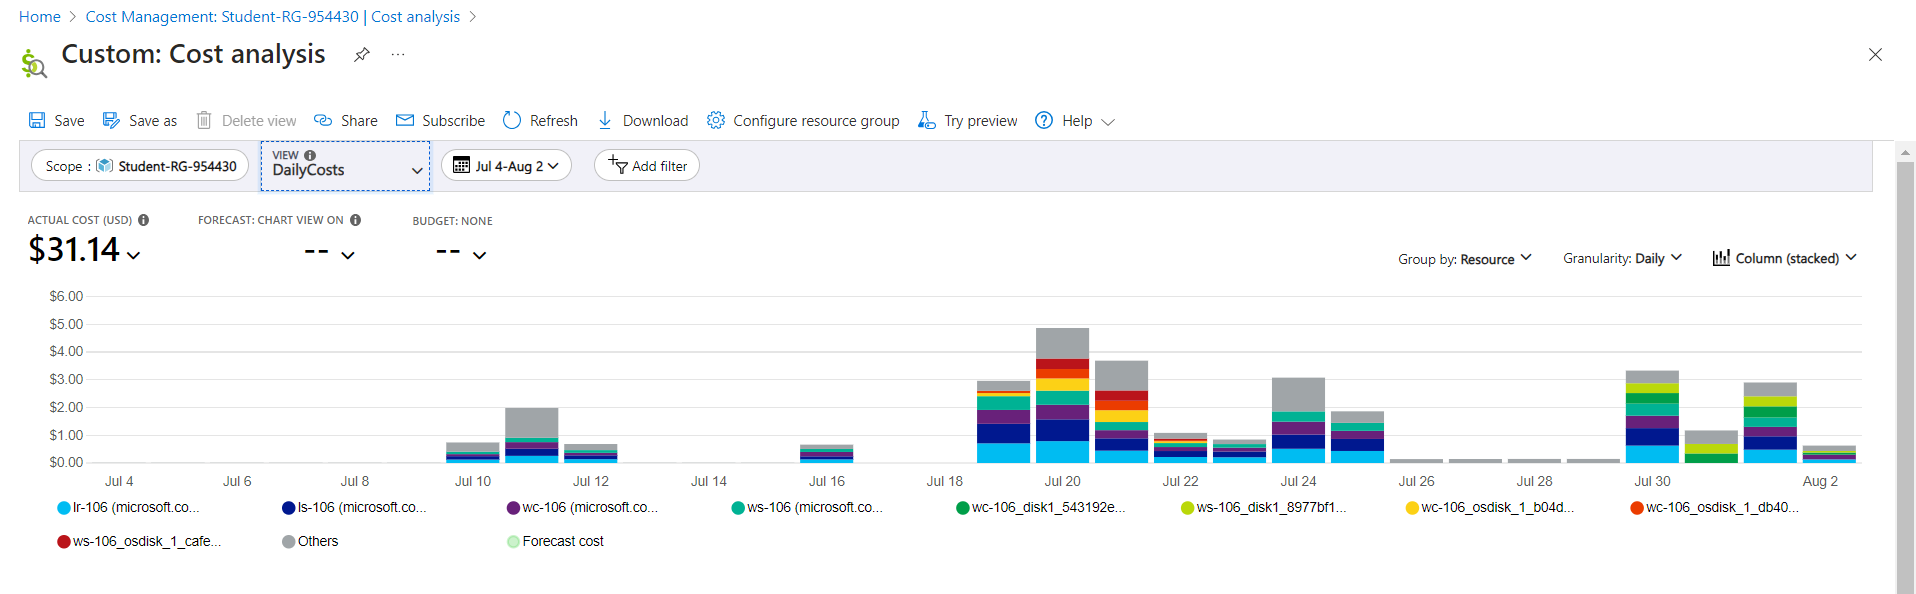 Home > Cost Management: Student-RG-954430 | Cost analysis >
Custom: Cost analysis
Save Save as Delete view Share Subscribe Refresh Download Configure resource group Try preview Help
Scope : Student-RG-954430
VIEW
DailyCosts
Jul 4-Aug 2
Add filter
ACTUAL COST (USD) FORECAST: CHART VIEW ON BUDGET: NONE
$31.14 -- --
Group by: Resource Granularity: Daily Column (stacked)
$6.00
$5.00
$4.00
$3.00
$2.00
$1.00
$0.00
Jul 4 Jul 6 Jul 8 Jul 10 Jul 12 Jul 14 Jul 16 Jul 18 Jul 20 Jul 22 Jul 24 Jul 26 Jul 28 Jul 30 Aug 2
lr-106 (microsoft.co... ls-106 (microsoft.co... wc-106 (microsoft.co... ws-106 (microsoft.co... wc-106_disk1_543192e... ws-106_disk1_8977bf1... wc-106_osdisk_1_b04d... wc-106_osdisk_1_db40...
ws-106_osdisk_1_cafe... Others Forecast cost